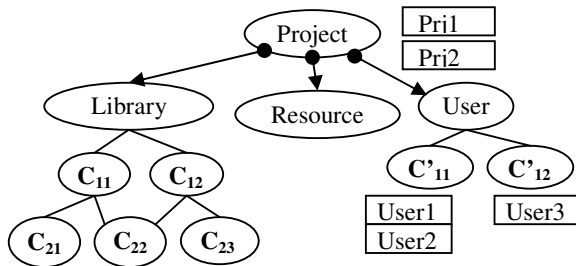 Project
Prj1
Prj2
Library
Resource
User
C11
C12
C'11
C'12
User1
User2
User3
C21
C22
C23